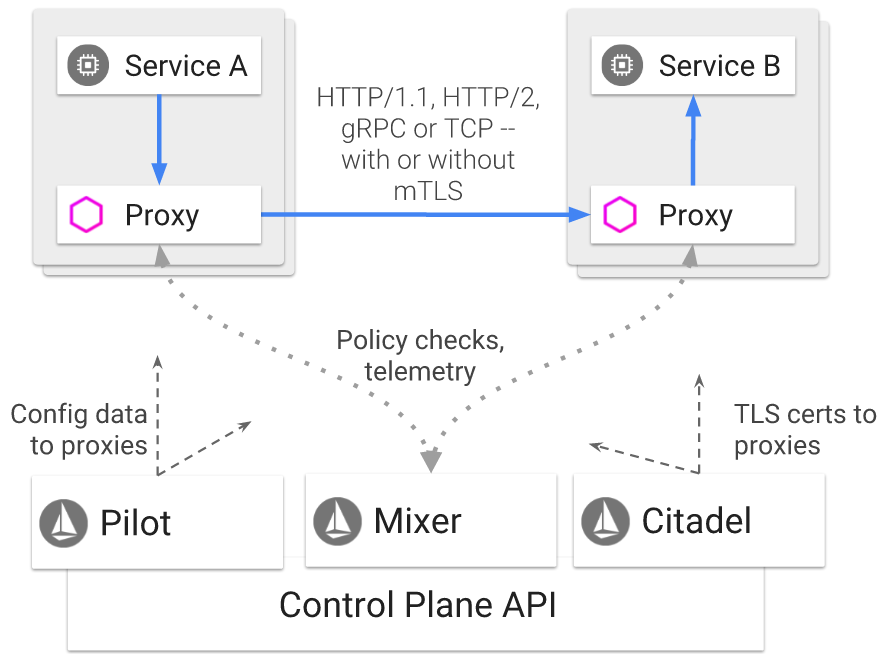 Service A
Service B
HTTP/1.1, HTTP/2,
gRPC or TCP --
with or without
mTLS
Proxy
Proxy
Policy checks,
telemetry
Config data
to proxies
TLS certs to
proxies
Pilot
Mixer
Citadel
Control Plane API